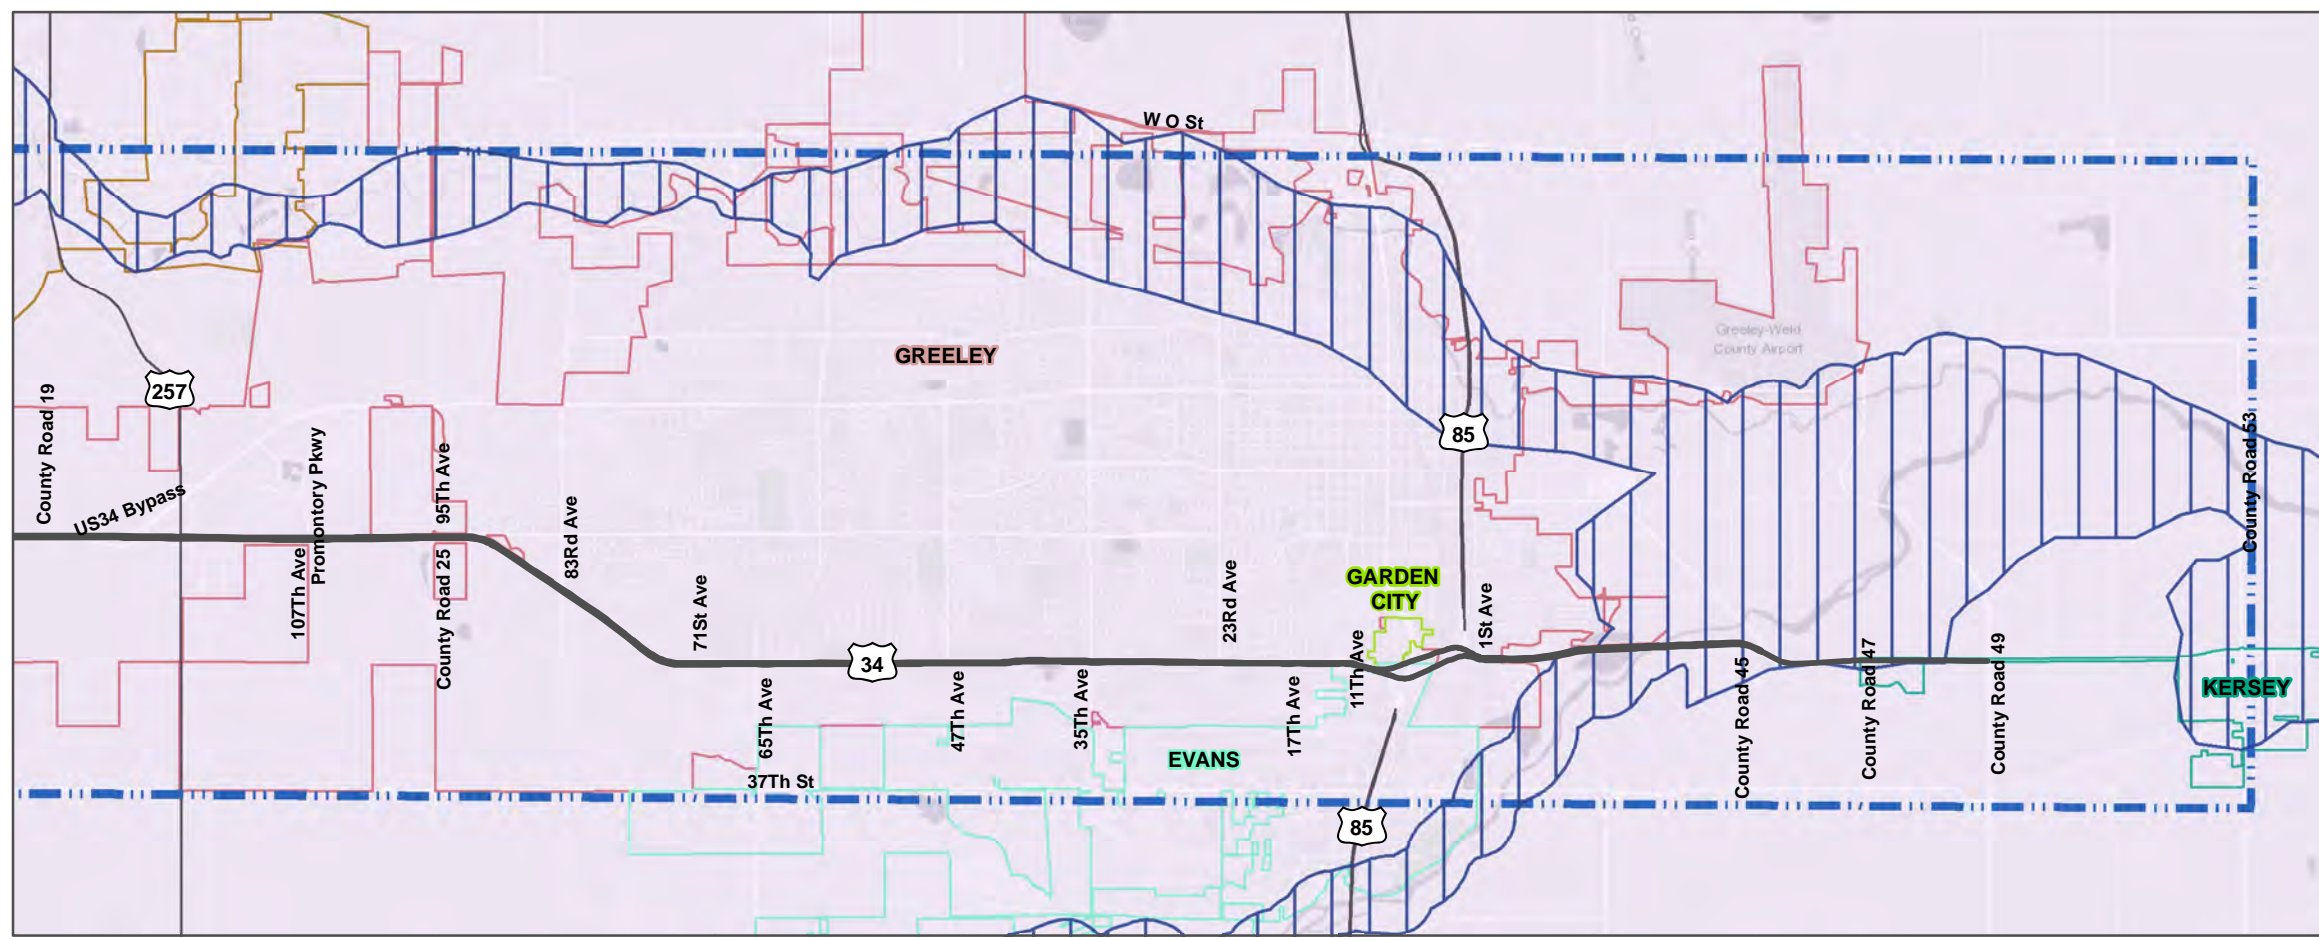 W O St
Greeley-Weld
County Airport
GREELEY
257
County Road 19
US34 Bypass
Promontory Pkwy
107Th Ave
95Th Ave
County Road 25
83Rd Ave
71St Ave
34
65Th Ave
47Th Ave
35Th Ave
23Rd Ave
17Th Ave
11Th Ave
GARDEN
CITY
85
1St Ave
EVANS
37Th St
85
County Road 45
County Road 47
County Road 49
County Road 53
KERSEY